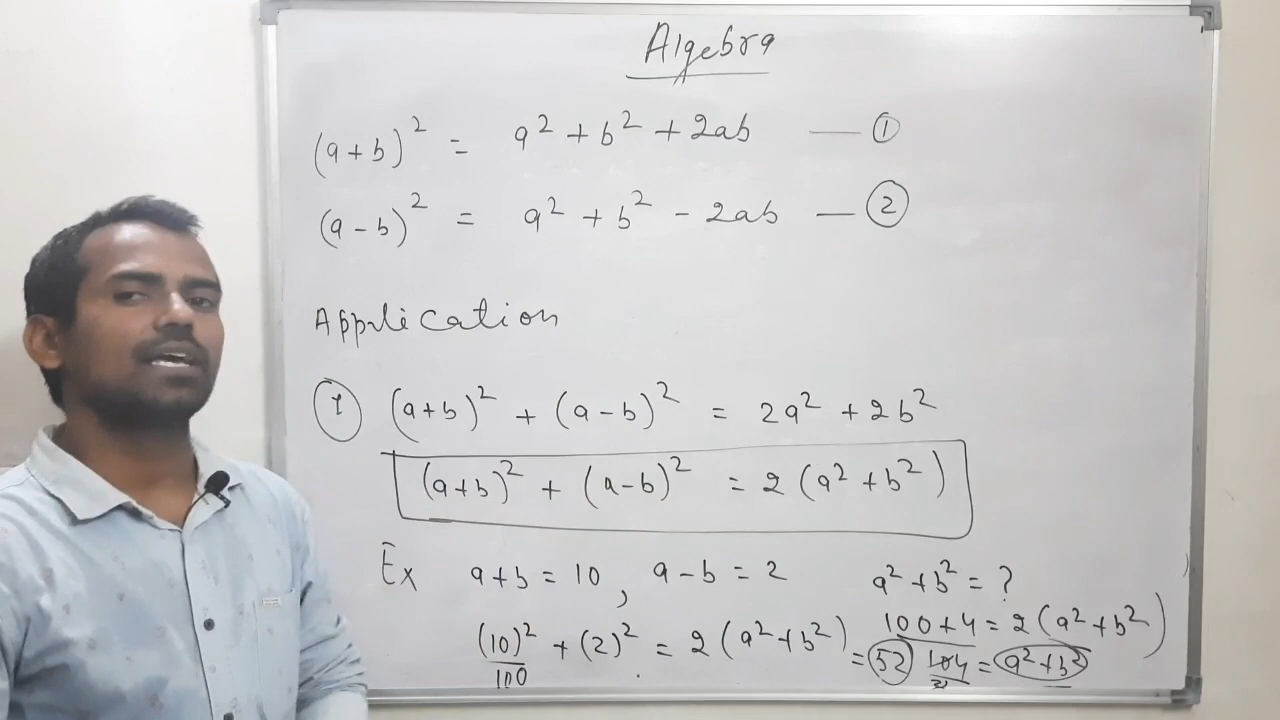 Algebra
(a+b)² = a² + b² + 2ab — ①
(a-b)² = a² + b² - 2ab — ②
Application
① (a+b)² + (a-b)² = 2a² + 2b²
(a+b)² + (a-b)² = 2(a² + b²)
Ex a+b = 10, a-b = 2 a² + b² = ?
(10)² + (2)² = 2(a² + b²) 100+4 = 2(a² + b²)
100 = 52 104/2 = a² + b²